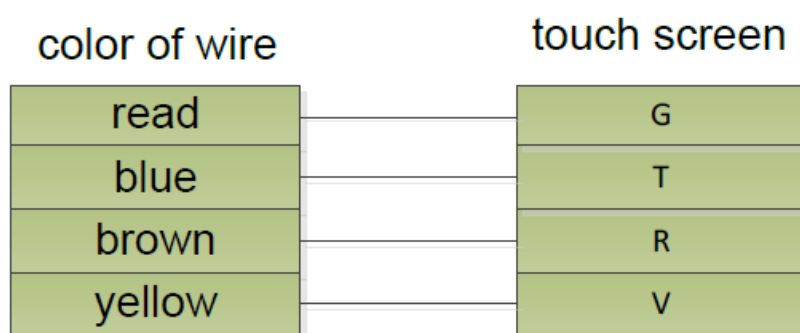 color of wire touch screen
read G
blue T
brown R
yellow V